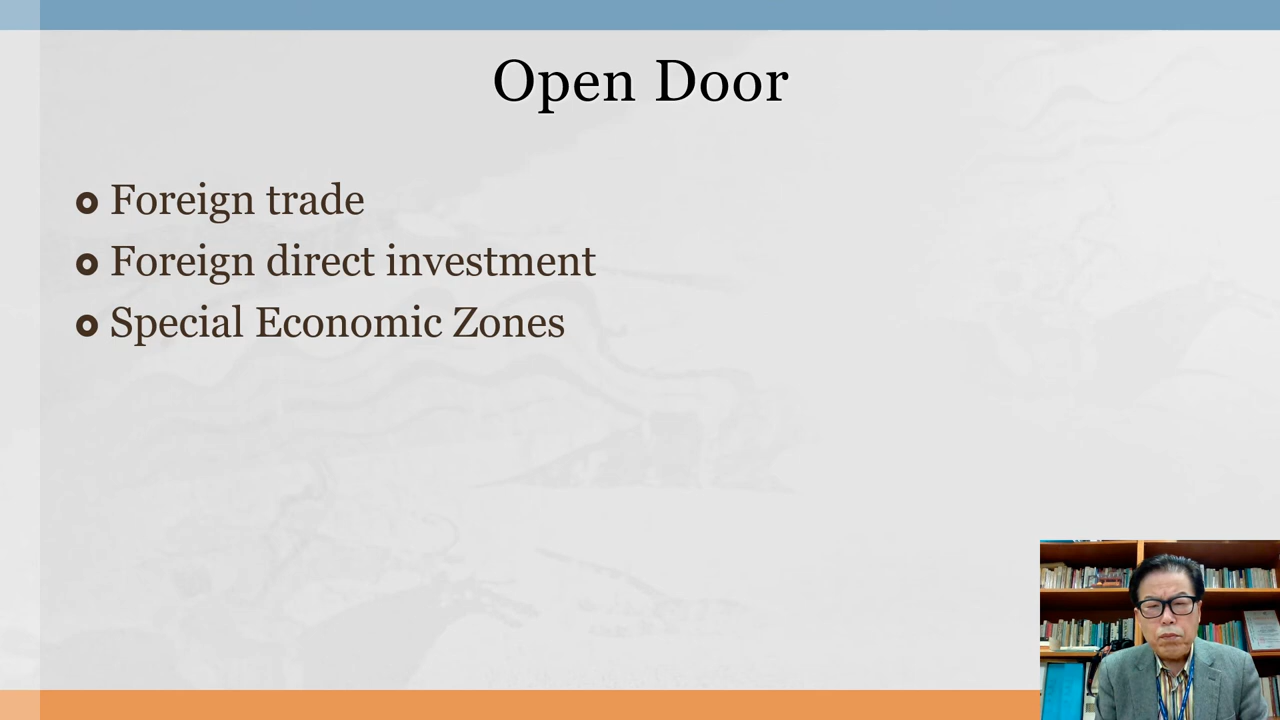 Open Door
Foreign trade
Foreign direct investment
Special Economic Zones